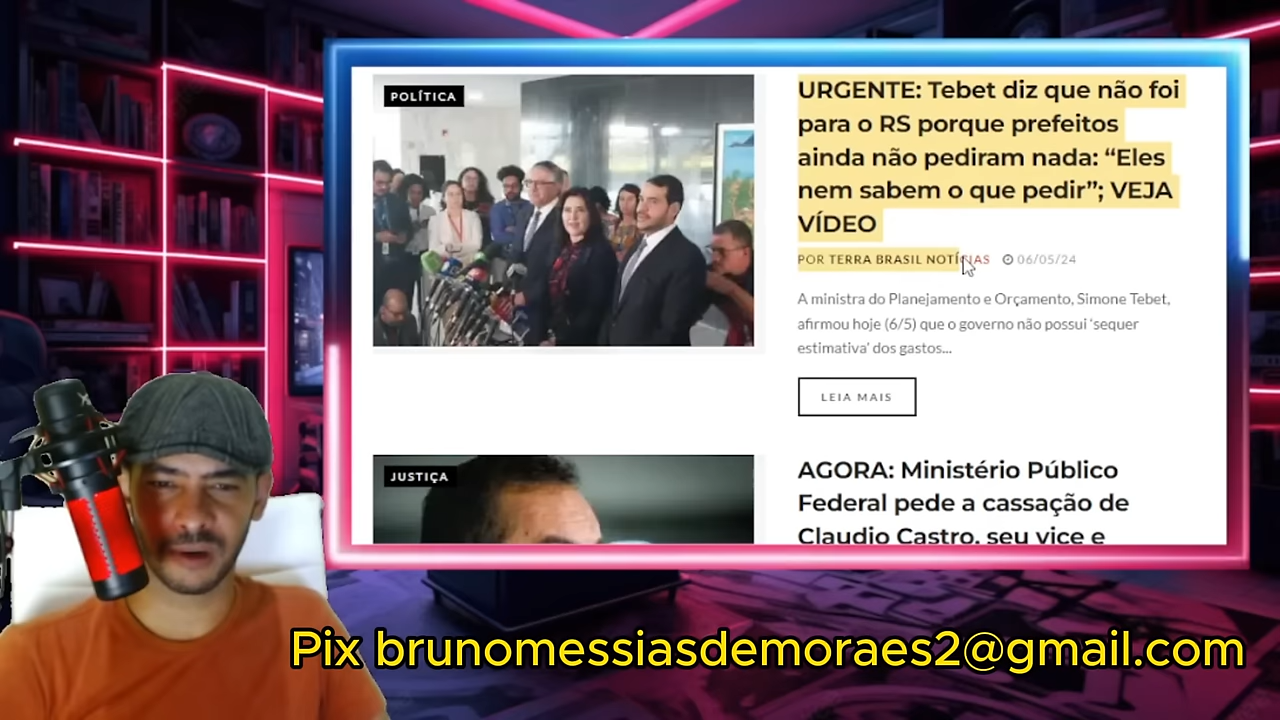 POLÍTICA
URGENTE: Tebet diz que não foi
para o RS porque prefeitos
ainda não pediram nada: “Eles
nem sabem o que pedir”; VEJA
VÍDEO
POR TERRA BRASIL NOTÍCIAS 06/05/24
A ministra do Planejamento e Orçamento, Simone Tebet,
afirmou hoje (6/5) que o governo não possui ‘sequer
estimativa’ dos gastos...
LEIA MAIS
JUSTIÇA
AGORA: Ministério Público
Federal pede a cassação de
Claudio Castro, seu vice e
Pix brunomessiasdemoraes2@gmail.com